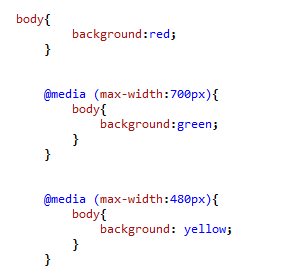 body{
background:red;
}
@media (max-width:700px){
body{
background:green;
}
}
@media (max-width:480px){
body{
background: yellow;
}
}